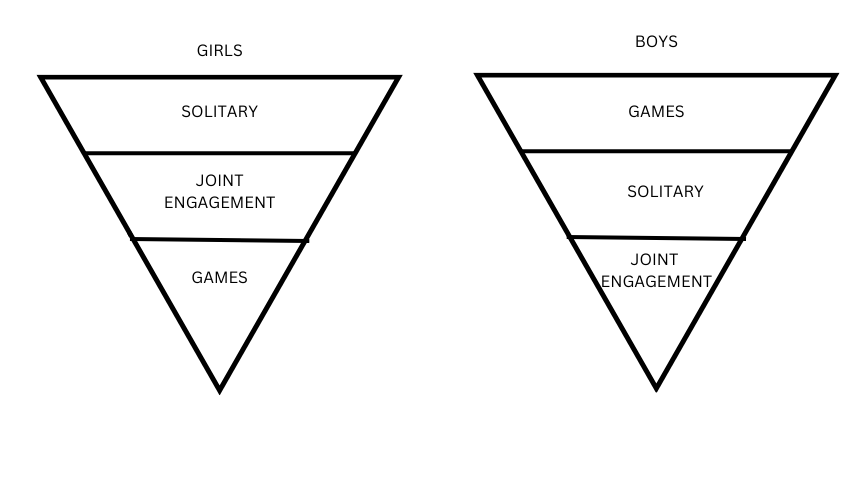 GIRLS
SOLITARY
JOINT
ENGAGEMENT
GAMES
BOYS
GAMES
SOLITARY
JOINT
ENGAGEMENT